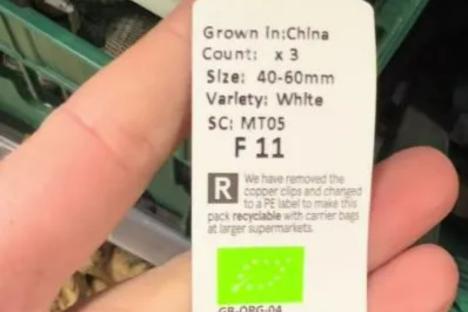 Grown in:China
Count: x 3
Size: 40-60mm
Variety: White
SC: MT05
F 11
R
We have removed the
copper clips and changed
to a PE label to make this
pack recyclable with carrier bags
at larger supermarkets.
GB-ORG-04